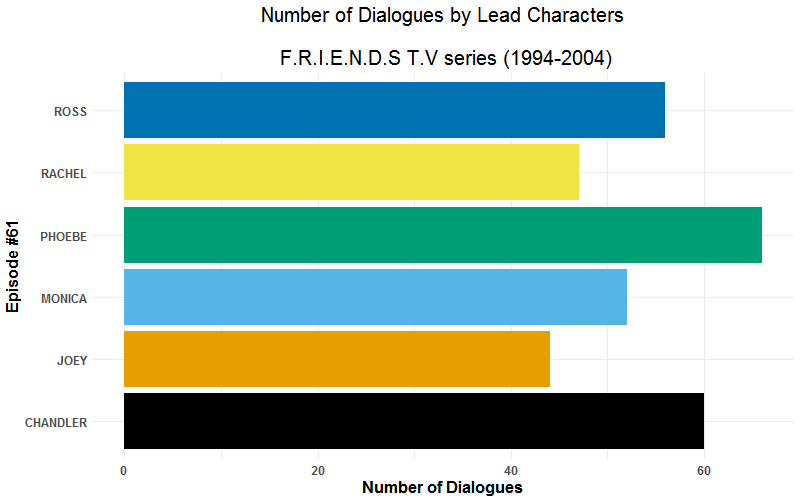 Number of Dialogues by Lead Characters
F.R.I.E.N.D.S T.V series (1994-2004)
Episode #61
ROSS
RACHEL
PHOEBE
MONICA
JOEY
CHANDLER
0 20 40 60
Number of Dialogues